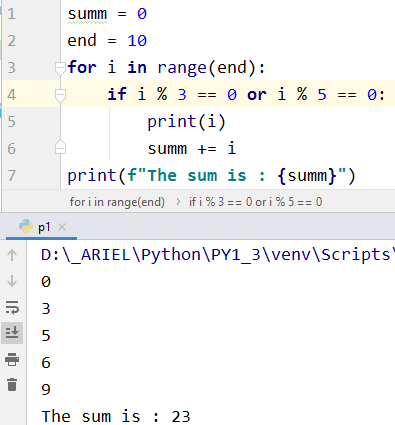 1 summ = 0
2 end = 10
3 for i in range(end):
4     if i % 3 == 0 or i % 5 == 0:
5         print(i)
6         summ += i
7 print(f"The sum is : {summ}")
for i in range(end) › if i % 3 == 0 or i % 5 == 0
p1 ×
D:\_ARIEL\Python\PY1_3\venv\Scripts\
0
3
5
6
9
The sum is : 23